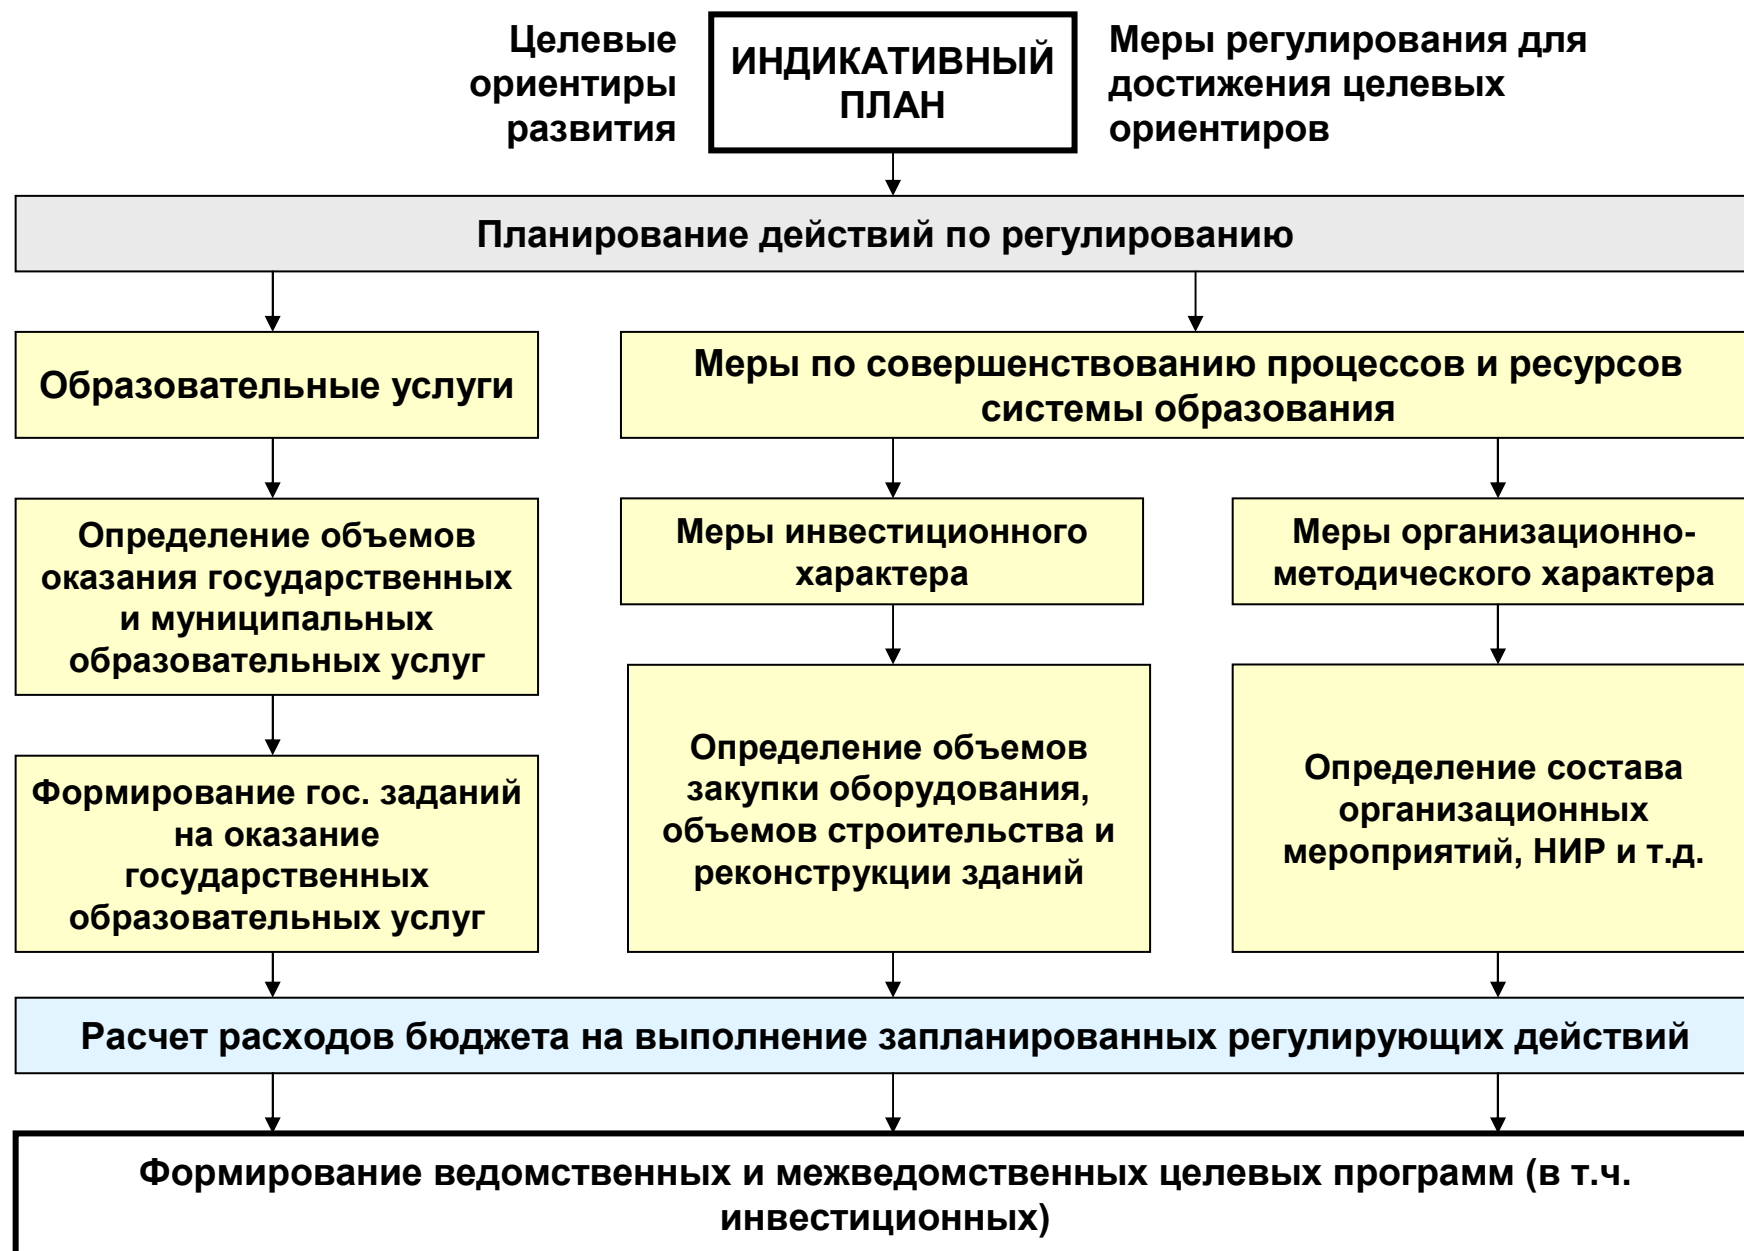 Целевые
ориентиры
развития
ИНДИКАТИВНЫЙ
ПЛАН
Меры регулирования для
достижения целевых
ориентиров
Планирование действий по регулированию
Образовательные услуги
Меры по совершенствованию процессов и ресурсов
системы образования
Определение объемов
оказания государственных
и муниципальных
образовательных услуг
Меры инвестиционного
характера
Меры организационно-
методического характера
Формирование гос. заданий
на оказание
государственных
образовательных услуг
Определение объемов
закупки оборудования,
объемов строительства и
реконструкции зданий
Определение состава
организационных
мероприятий, НИР и т.д.
Расчет расходов бюджета на выполнение запланированных регулирующих действий
Формирование ведомственных и межведомственных целевых программ (в т.ч.
инвестиционных)